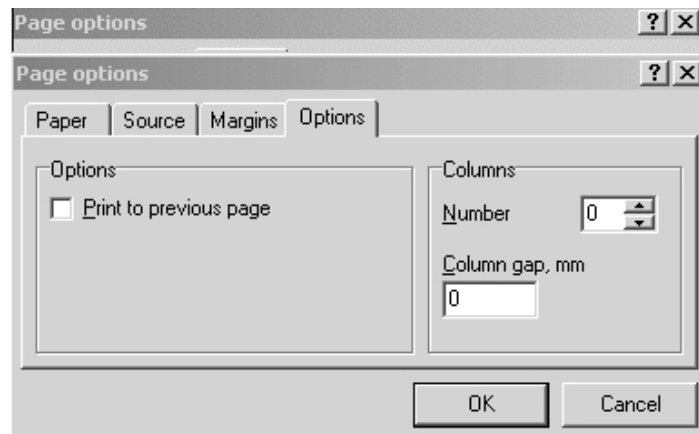 Page options ? X
Page options ? X
Paper Source Margins Options
Options
Print to previous page
Columns
Number 0
Column gap, mm
0
OK Cancel